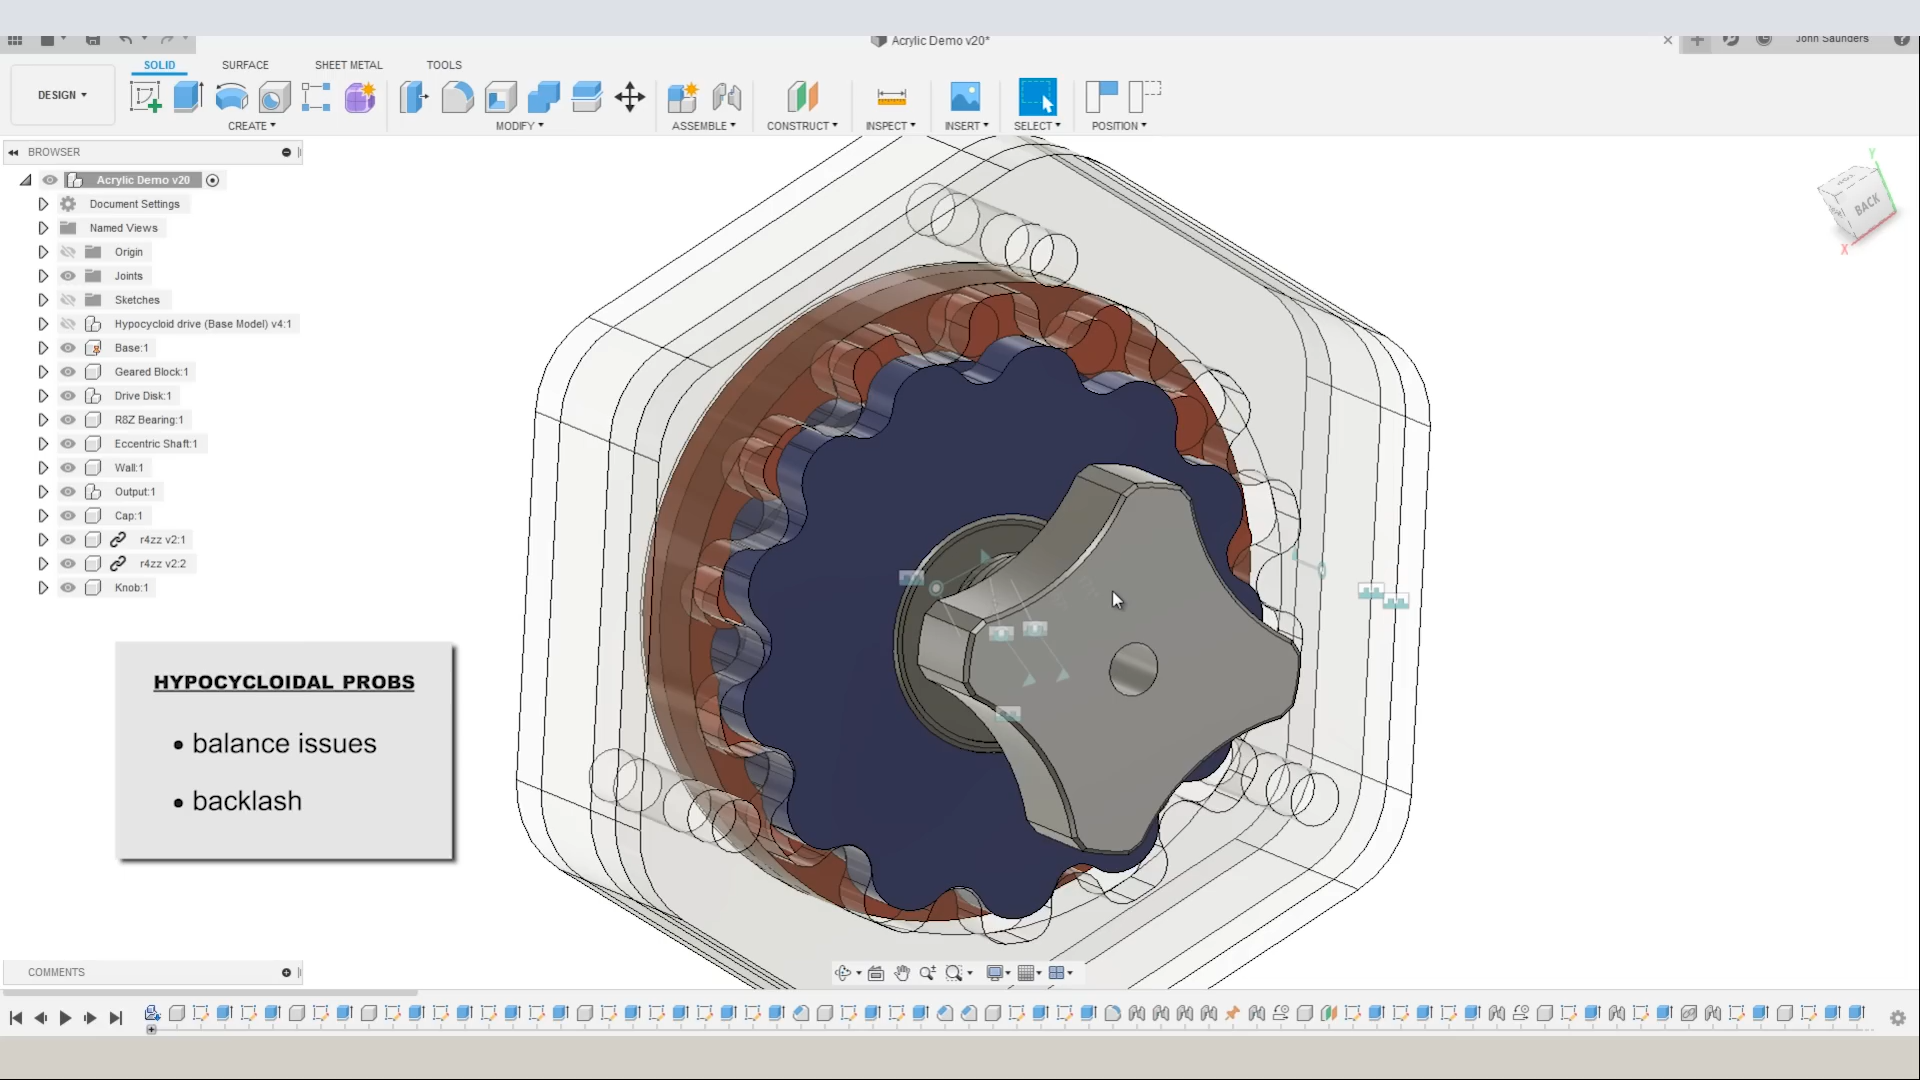 Acrylic Demo v20*
John Saunders
SOLID
SURFACE
SHEET METAL
TOOLS
DESIGN
CREATE
MODIFY
ASSEMBLE
CONSTRUCT
INSPECT
INSERT
SELECT
POSITION
BROWSER
Acrylic Demo v20
Document Settings
Named Views
Origin
Joints
Sketches
Hypocycloid drive (Base Model) v4:1
Base:1
Geared Block:1
Drive Disk:1
R8Z Bearing:1
Eccentric Shaft:1
Wall:1
Output:1
Cap:1
r4zz v2:1
r4zz v2:2
Knob:1
Y
BACK
X
HYPOCYCLOIDAL PROBS
• balance issues
• backlash
COMMENTS